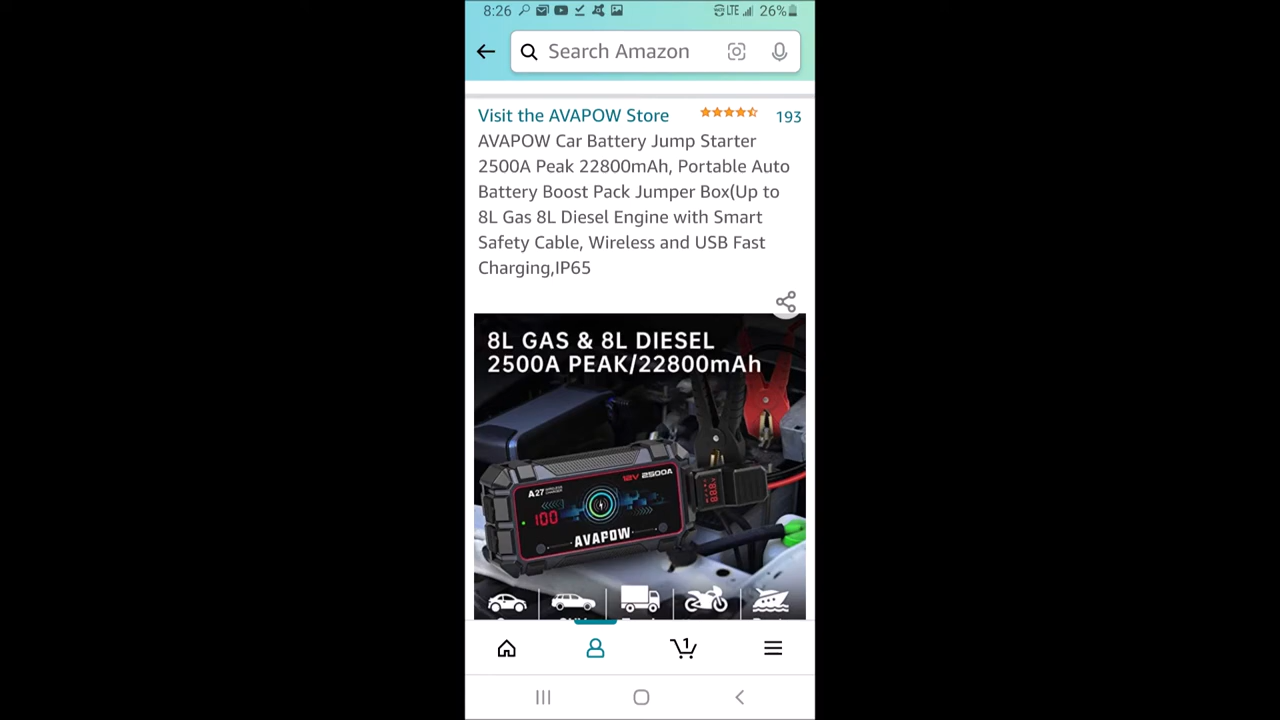 8:26 LTE 26%
Search Amazon
Visit the AVAPOW Store 193
AVAPOW Car Battery Jump Starter
2500A Peak 22800mAh, Portable Auto
Battery Boost Pack Jumper Box(Up to
8L Gas 8L Diesel Engine with Smart
Safety Cable, Wireless and USB Fast
Charging,IP65
8L GAS & 8L DIESEL
2500A PEAK/22800mAh
12V 2500A
A27
100
AVAPOW
1